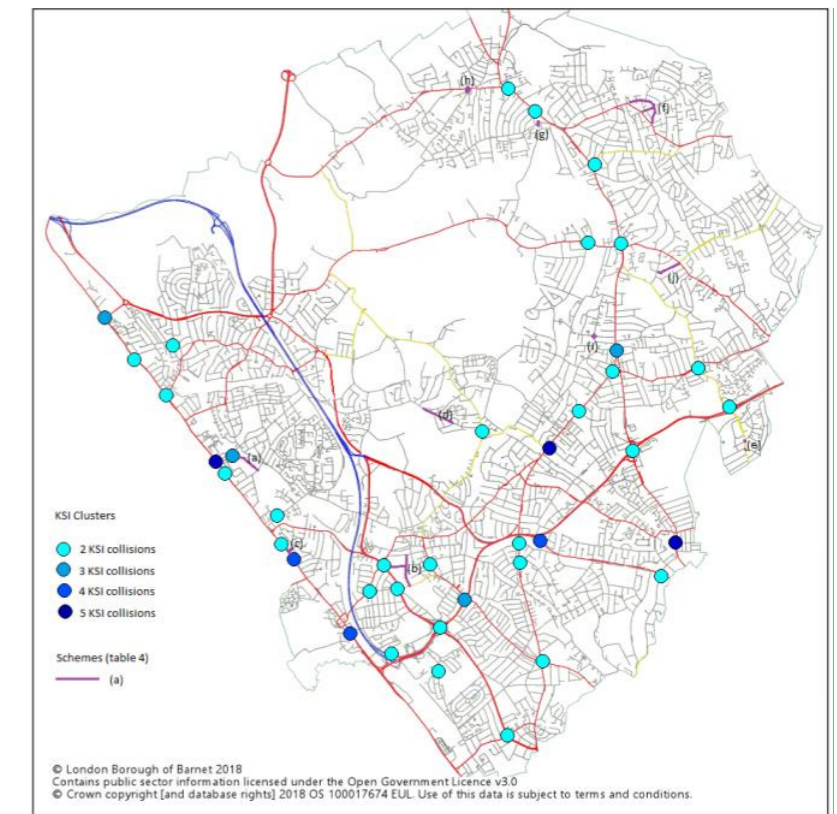 (h)
(f)
(g)
(j)
(i)
(d)
(e)
(a)
(c)
(b)
KSI Clusters
2 KSI collisions
3 KSI collisions
4 KSI collisions
5 KSI collisions
Schemes (table 4)
(a)
© London Borough of Barnet 2018
Contains public sector information licensed under the Open Government Licence v3.0
© Crown copyright [and database rights] 2018 OS 100017674 EUL. Use of this data is subject to terms and conditions.